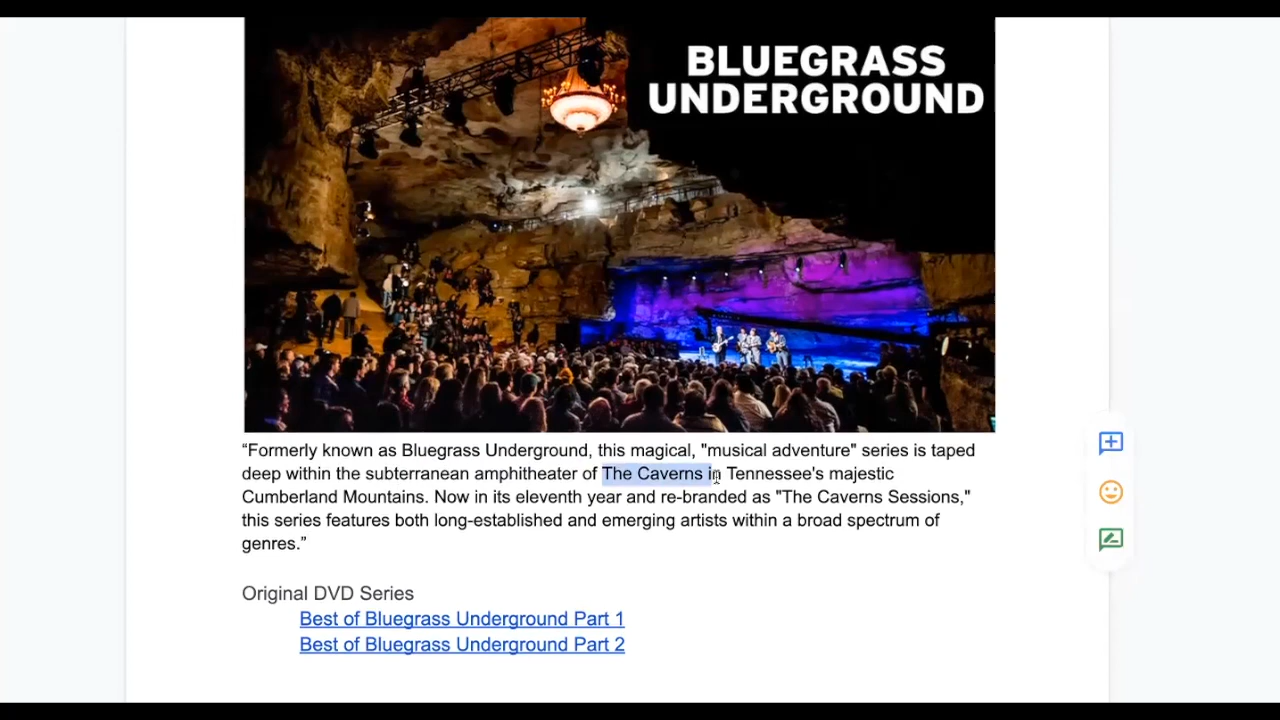 BLUEGRASS
UNDERGROUND
“Formerly known as Bluegrass Underground, this magical, "musical adventure" series is taped
deep within the subterranean amphitheater of The Caverns in Tennessee's majestic
Cumberland Mountains. Now in its eleventh year and re-branded as "The Caverns Sessions,"
this series features both long-established and emerging artists within a broad spectrum of
genres.”
Original DVD Series
Best of Bluegrass Underground Part 1
Best of Bluegrass Underground Part 2